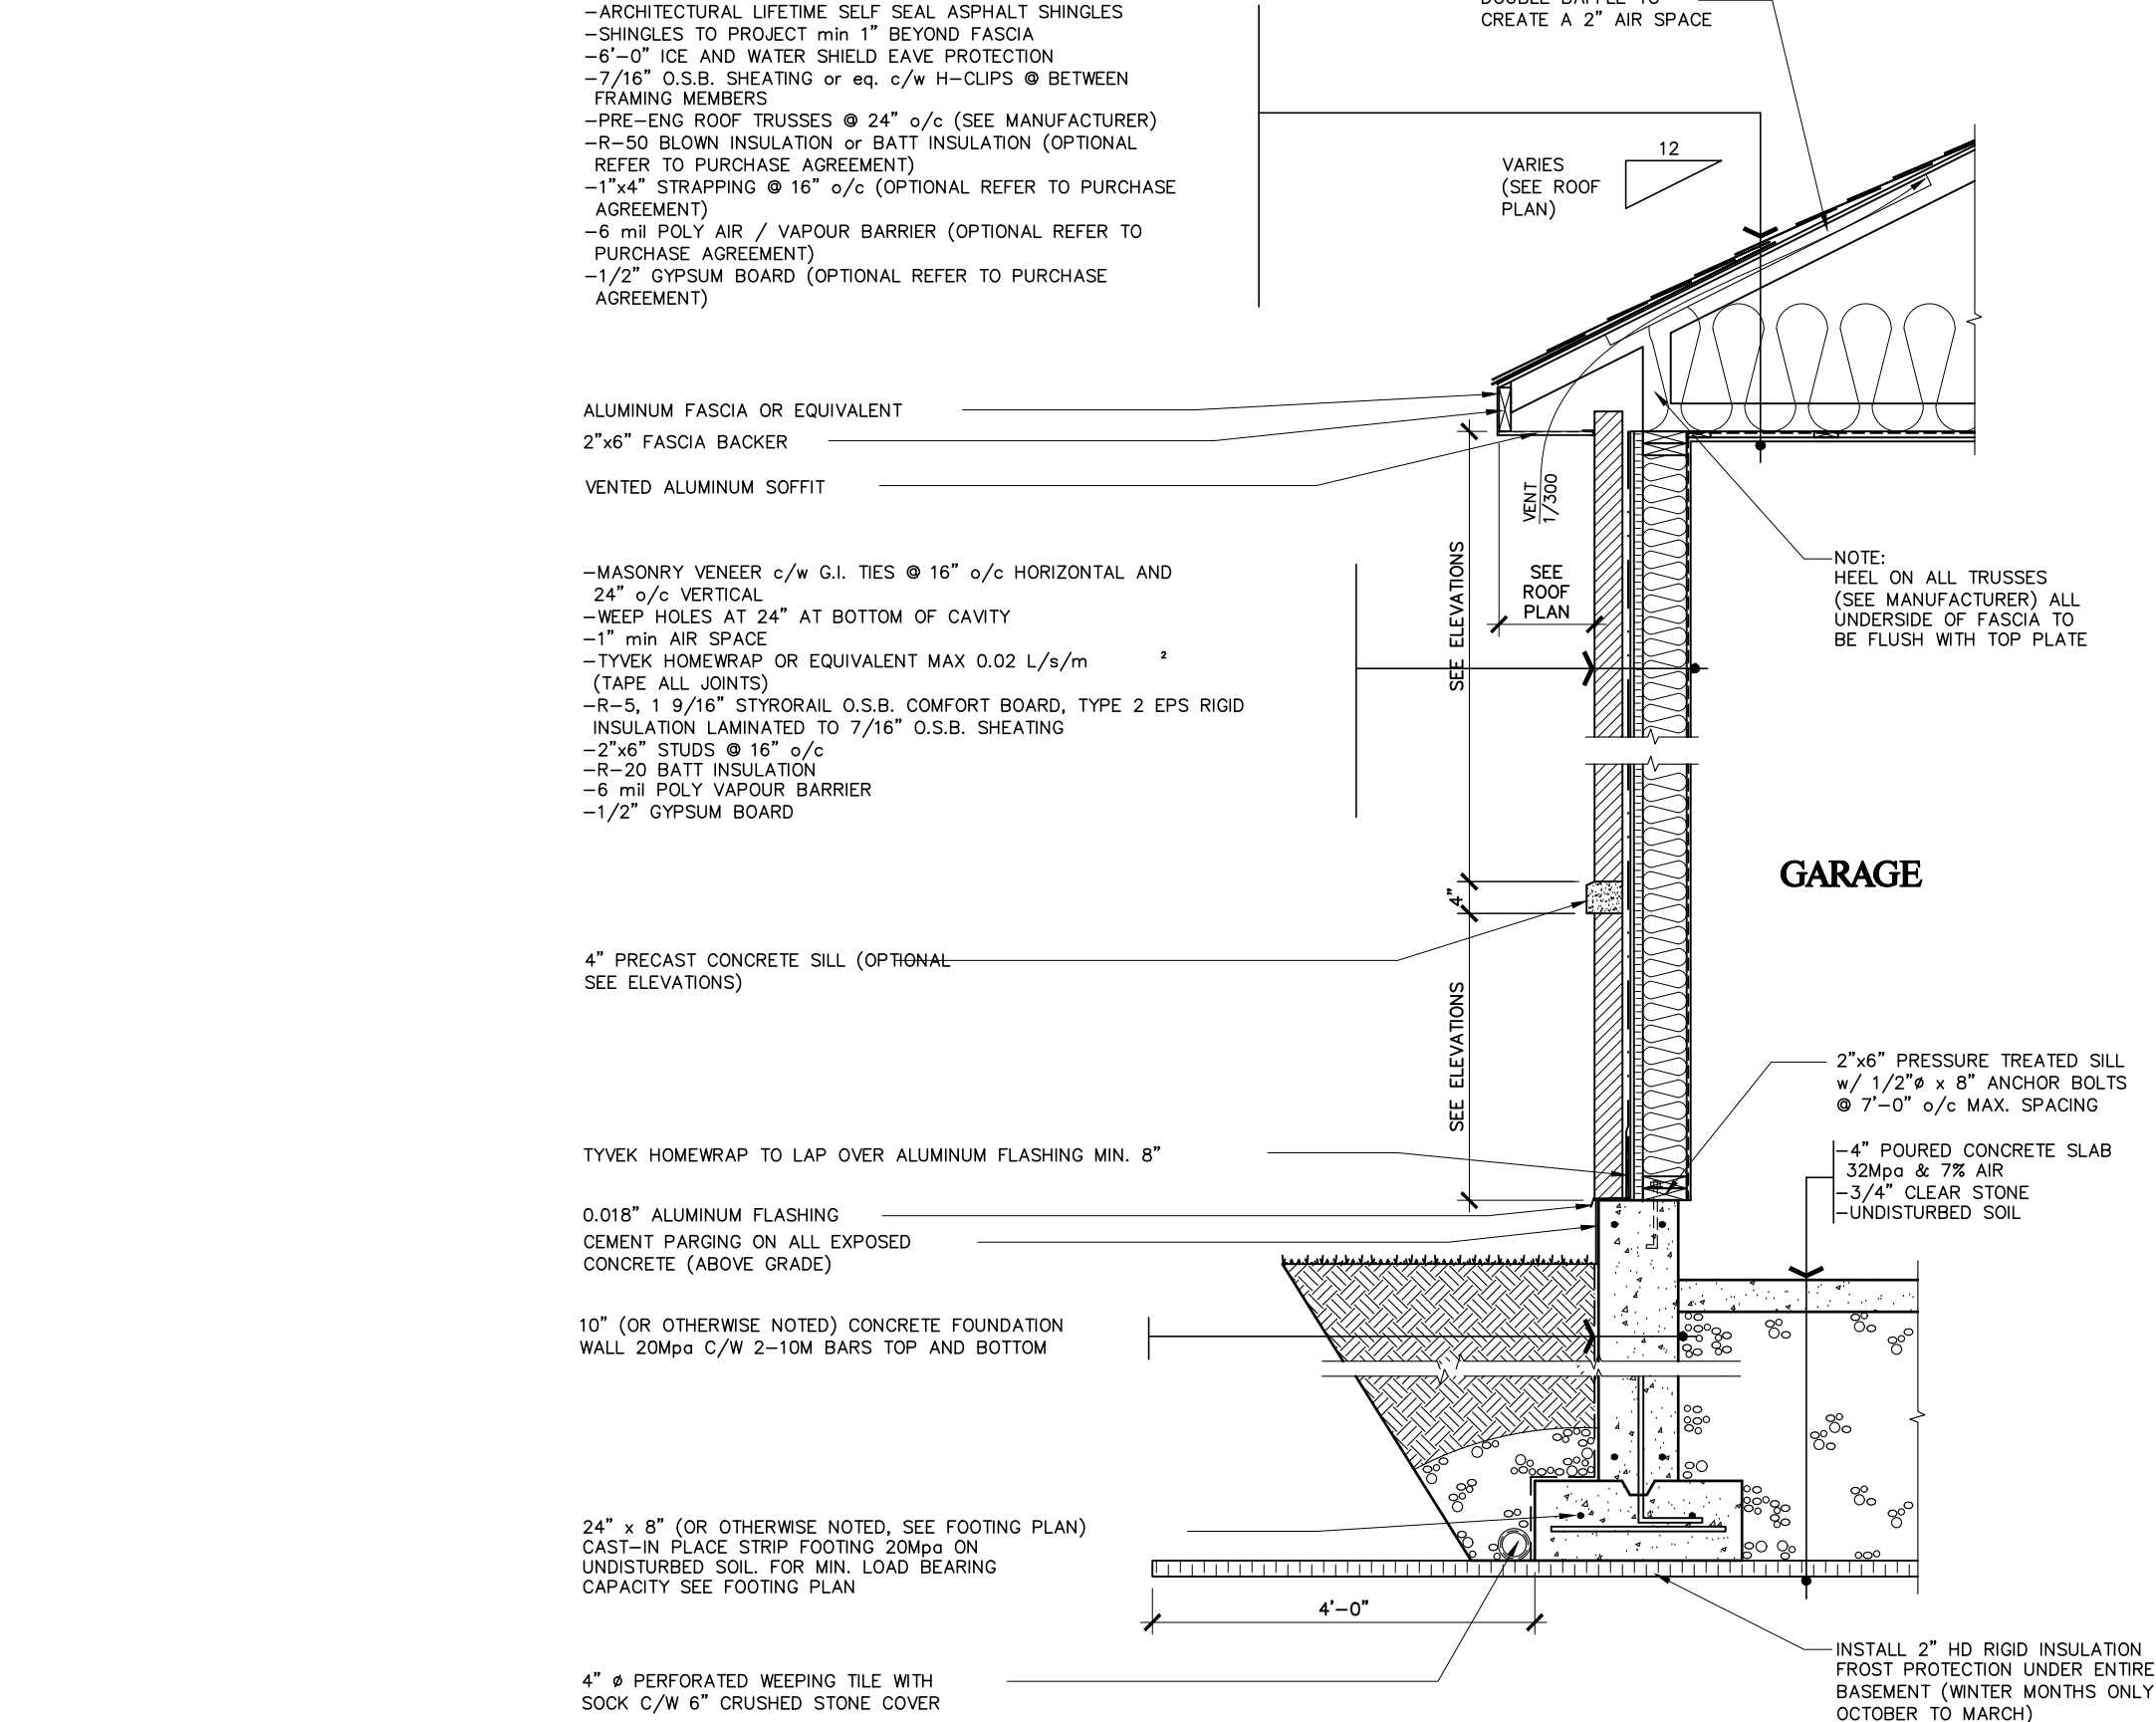 -ARCHITECTURAL LIFETIME SELF SEAL ASPHALT SHINGLES
-SHINGLES TO PROJECT min 1" BEYOND FASCIA
-6'-0" ICE AND WATER SHIELD EAVE PROTECTION
-7/16" O.S.B. SHEATING or eq. c/w H-CLIPS @ BETWEEN
FRAMING MEMBERS
-PRE-ENG ROOF TRUSSES @ 24" o/c (SEE MANUFACTURER)
-R-50 BLOWN INSULATION or BATT INSULATION (OPTIONAL
REFER TO PURCHASE AGREEMENT)
-1"x4" STRAPPING @ 16" o/c (OPTIONAL REFER TO PURCHASE
AGREEMENT)
-6 mil POLY AIR / VAPOUR BARRIER (OPTIONAL REFER TO
PURCHASE AGREEMENT)
-1/2" GYPSUM BOARD (OPTIONAL REFER TO PURCHASE
AGREEMENT)
DOUBLE BAFFLE TO
CREATE A 2" AIR SPACE
12
VARIES
(SEE ROOF
PLAN)
ALUMINUM FASCIA OR EQUIVALENT
2"x6" FASCIA BACKER
VENTED ALUMINUM SOFFIT
VENT
1/300
SEE
ROOF
PLAN
SEE ELEVATIONS
NOTE:
HEEL ON ALL TRUSSES
(SEE MANUFACTURER) ALL
UNDERSIDE OF FASCIA TO
BE FLUSH WITH TOP PLATE
-MASONRY VENEER c/w G.I. TIES @ 16" o/c HORIZONTAL AND
24" o/c VERTICAL
-WEEP HOLES AT 24" AT BOTTOM OF CAVITY
-1" min AIR SPACE
-TYVEK HOMEWRAP OR EQUIVALENT MAX 0.02 L/s/m 2
(TAPE ALL JOINTS)
-R-5, 1 9/16" STYRORAIL O.S.B. COMFORT BOARD, TYPE 2 EPS RIGID
INSULATION LAMINATED TO 7/16" O.S.B. SHEATING
-2"x6" STUDS @ 16" o/c
-R-20 BATT INSULATION
-6 mil POLY VAPOUR BARRIER
-1/2" GYPSUM BOARD
GARAGE
4"
4" PRECAST CONCRETE SILL (OPTIONAL
SEE ELEVATIONS)
SEE ELEVATIONS
2"x6" PRESSURE TREATED SILL
w/ 1/2"ø x 8" ANCHOR BOLTS
@ 7'-0" o/c MAX. SPACING
TYVEK HOMEWRAP TO LAP OVER ALUMINUM FLASHING MIN. 8"
-4" POURED CONCRETE SLAB
32Mpa & 7% AIR
-3/4" CLEAR STONE
-UNDISTURBED SOIL
0.018" ALUMINUM FLASHING
CEMENT PARGING ON ALL EXPOSED
CONCRETE (ABOVE GRADE)
10" (OR OTHERWISE NOTED) CONCRETE FOUNDATION
WALL 20Mpa C/W 2-10M BARS TOP AND BOTTOM
24" x 8" (OR OTHERWISE NOTED, SEE FOOTING PLAN)
CAST-IN PLACE STRIP FOOTING 20Mpa ON
UNDISTURBED SOIL. FOR MIN. LOAD BEARING
CAPACITY SEE FOOTING PLAN
4'-0"
4" ø PERFORATED WEEPING TILE WITH
SOCK C/W 6" CRUSHED STONE COVER
INSTALL 2" HD RIGID INSULATION
FROST PROTECTION UNDER ENTIRE
BASEMENT (WINTER MONTHS ONLY
OCTOBER TO MARCH)